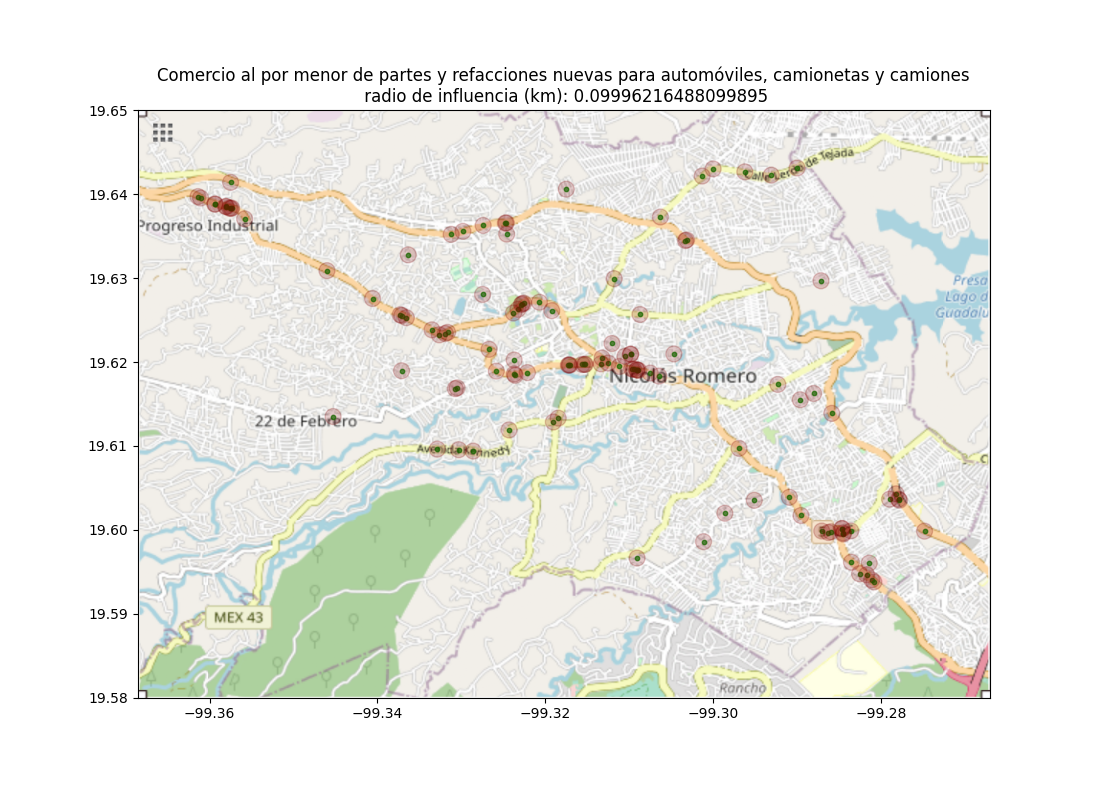 Comercio al por menor de partes y refacciones nuevas para automóviles, camionetas y camiones
radio de influencia (km): 0.09996216488099895
19.65
19.64
19.63
19.62
19.61
19.60
19.59
19.58
Calle Lerdo de Tejada
Progreso Industrial
Presa
Lago d
Guadalu
Nicolás Romero
22 de Febrero
Avenida Kennedy
C
MEX 43
Rancho
−99.36
−99.34
−99.32
−99.30
−99.28